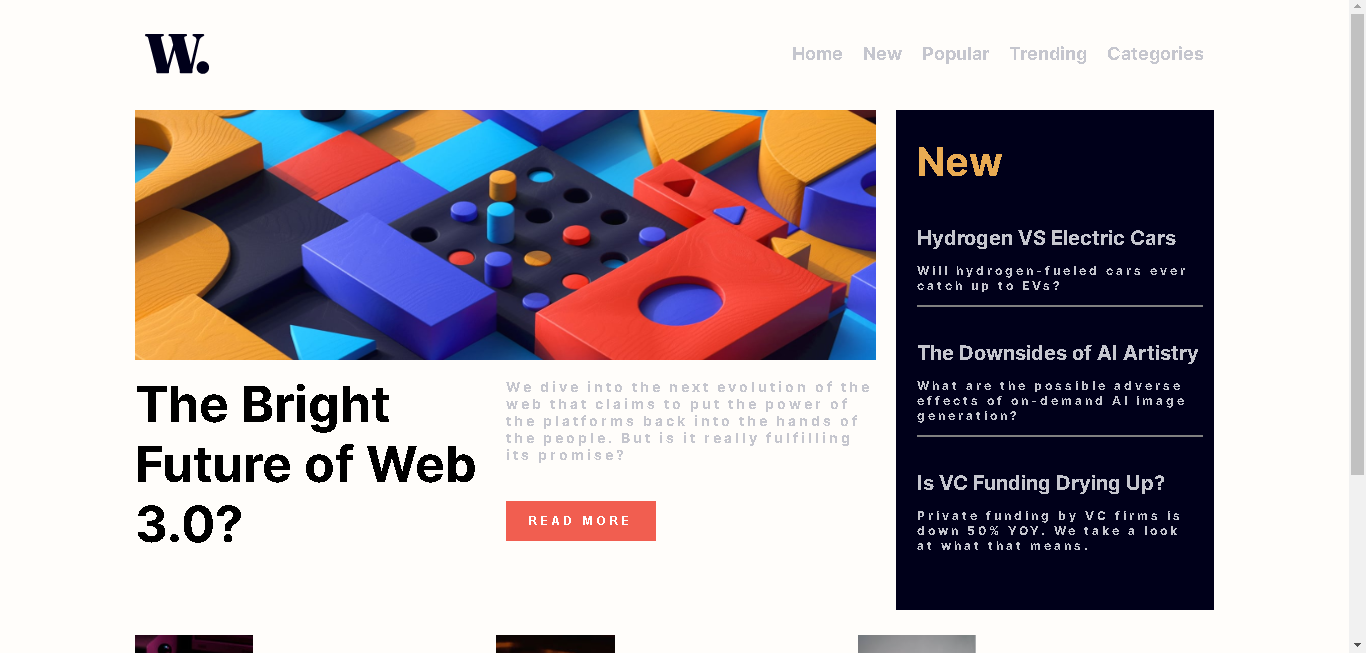 W.
Home New Popular Trending Categories
The Bright
Future of Web
3.0?
We dive into the next evolution of the
web that claims to put the power of
the platforms back into the hands of
the people. But is it really fulfilling
its promise?
READ MORE
New
Hydrogen VS Electric Cars
Will hydrogen-fueled cars ever
catch up to EVs?
The Downsides of AI Artistry
What are the possible adverse
effects of on-demand AI image
generation?
Is VC Funding Drying Up?
Private funding by VC firms is
down 50% YOY. We take a look
at what that means.